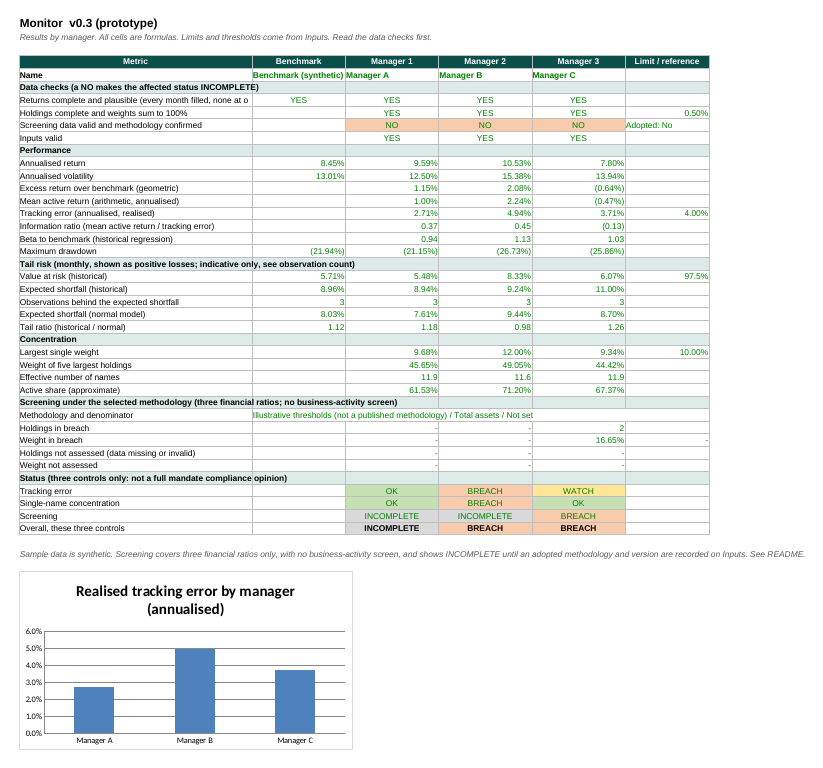 Monitor v0.3 (prototype)
Results by manager. All cells are formulas. Limits and thresholds come from Inputs. Read the data checks first.
Metric Benchmark Manager 1 Manager 2 Manager 3 Limit / reference
Name Benchmark (synthetic) Manager A Manager B Manager C
Data checks (a NO makes the affected status INCOMPLETE)
Returns complete and plausible (every month filled, none at o YES YES YES YES
Holdings complete and weights sum to 100% YES YES YES 0.50%
Screening data valid and methodology confirmed NO NO NO Adopted: No
Inputs valid YES YES YES
Performance
Annualised return 8.45% 9.59% 10.53% 7.80%
Annualised volatility 13.01% 12.50% 15.38% 13.94%
Excess return over benchmark (geometric) 1.15% 2.08% (0.64%)
Mean active return (arithmetic, annualised) 1.00% 2.24% (0.47%)
Tracking error (annualised, realised) 2.71% 4.94% 3.71% 4.00%
Information ratio (mean active return / tracking error) 0.37 0.45 (0.13)
Beta to benchmark (historical regression) 0.94 1.13 1.03
Maximum drawdown (21.94%) (21.15%) (26.73%) (25.86%)
Tail risk (monthly, shown as positive losses; indicative only, see observation count)
Value at risk (historical) 5.71% 5.48% 8.33% 6.07% 97.5%
Expected shortfall (historical) 8.96% 8.94% 9.24% 11.00%
Observations behind the expected shortfall 3 3 3 3
Expected shortfall (normal model) 8.03% 7.61% 9.44% 8.70%
Tail ratio (historical / normal) 1.12 1.18 0.98 1.26
Concentration
Largest single weight 9.68% 12.00% 9.34% 10.00%
Weight of five largest holdings 45.65% 49.05% 44.42%
Effective number of names 11.9 11.6 11.9
Active share (approximate) 61.53% 71.20% 67.37%
Screening under the selected methodology (three financial ratios; no business-activity screen)
Methodology and denominator Illustrative thresholds (not a published methodology) / Total assets / Not set
Holdings in breach - - 2
Weight in breach - - 16.65% -
Holdings not assessed (data missing or invalid) - - -
Weight not assessed - - -
Status (three controls only: not a full mandate compliance opinion)
Tracking error OK BREACH WATCH
Single-name concentration OK BREACH OK
Screening INCOMPLETE INCOMPLETE BREACH
Overall, these three controls INCOMPLETE BREACH BREACH
Sample data is synthetic. Screening covers three financial ratios only, with no business-activity screen, and shows INCOMPLETE until an adopted methodology and version are recorded on Inputs. See README.
Realised tracking error by manager
(annualised)
6.0%
5.0%
4.0%
3.0%
2.0%
1.0%
0.0%
Manager A Manager B Manager C